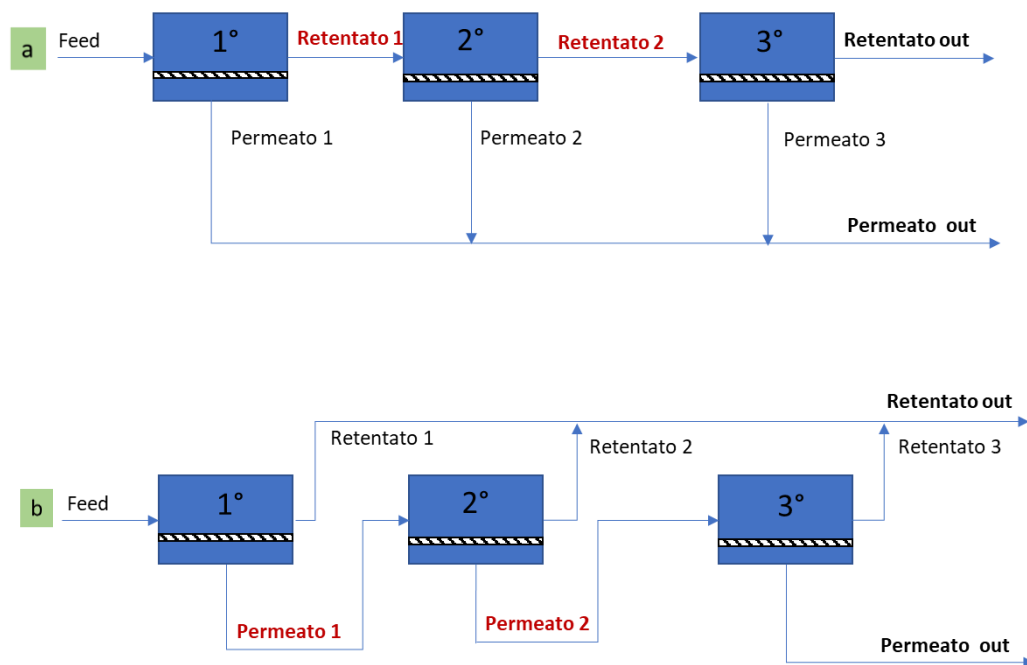 a
Feed
1°
Retentato 1
2°
Retentato 2
3°
Retentato out
Permeato 1
Permeato 2
Permeato 3
Permeato out
Retentato out
Retentato 1
Retentato 2
Retentato 3
b
Feed
1°
2°
3°
Permeato 1
Permeato 2
Permeato out